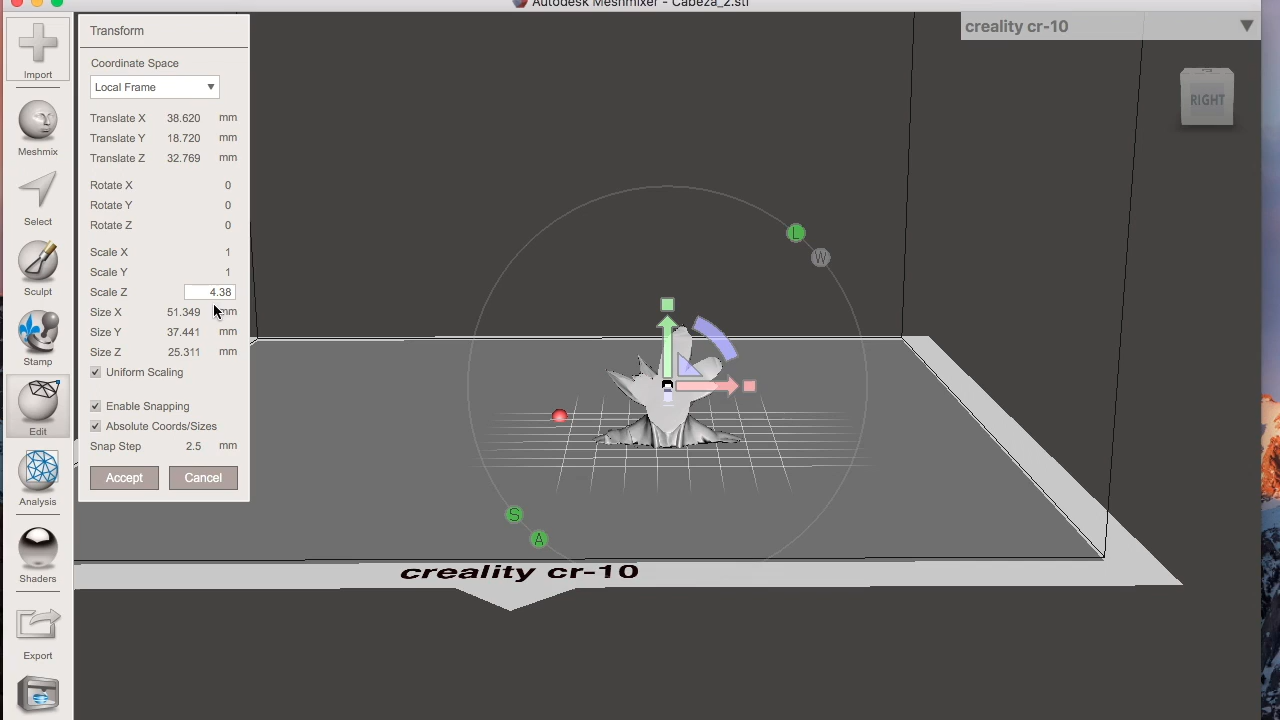 Autodesk Meshmixer - Cabeza_2.stl
creality cr-10
Import
Meshmix
Select
Sculpt
Stamp
Edit
Analysis
Shaders
Export
Transform
Coordinate Space
Local Frame
Translate X 38.620 mm
Translate Y 18.720 mm
Translate Z 32.769 mm
Rotate X 0
Rotate Y 0
Rotate Z 0
Scale X 1
Scale Y 1
Scale Z 4.38
Size X 51.349 mm
Size Y 37.441 mm
Size Z 25.311 mm
Uniform Scaling
Enable Snapping
Absolute Coords/Sizes
Snap Step 2.5 mm
Accept Cancel
RIGHT
L
W
S
A
creality cr-10